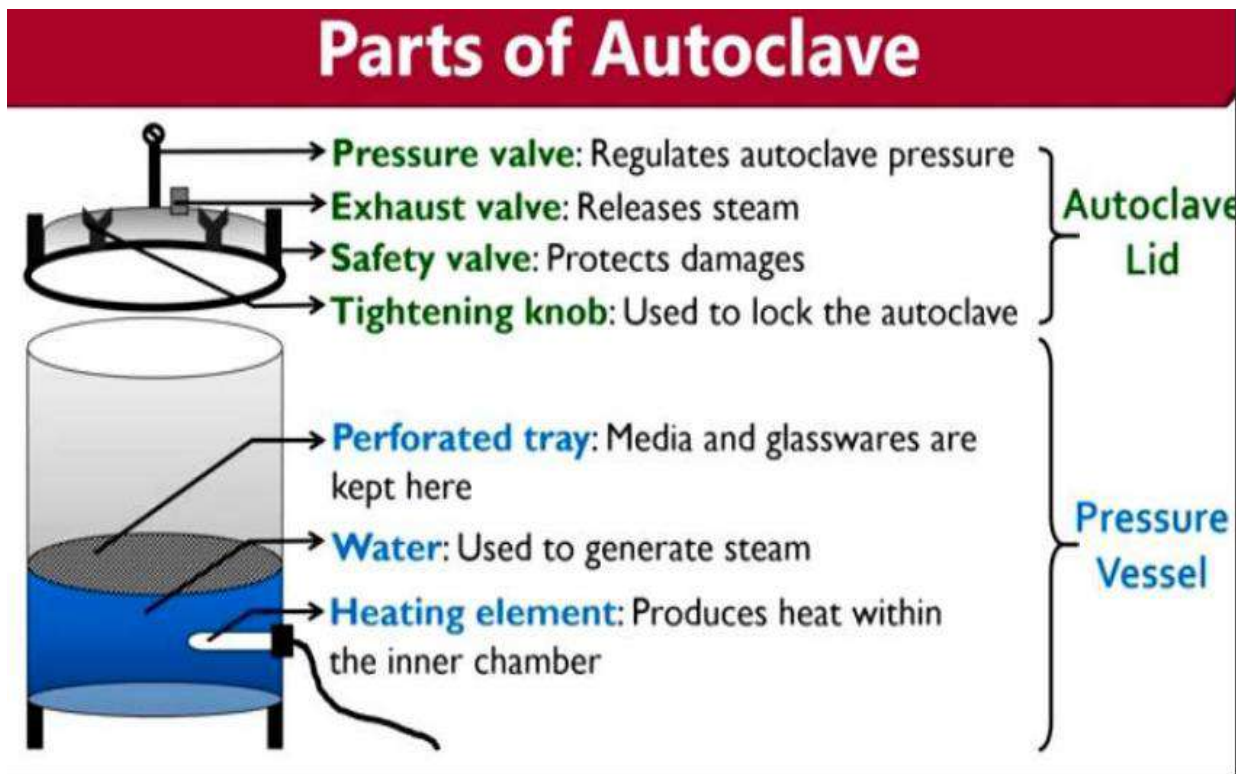 Parts of Autoclave
Pressure valve: Regulates autoclave pressure
Exhaust valve: Releases steam
Safety valve: Protects damages
Tightening knob: Used to lock the autoclave
Autoclave
Lid
Perforated tray: Media and glasswares are
kept here
Water: Used to generate steam
Heating element: Produces heat within
the inner chamber
Pressure
Vessel